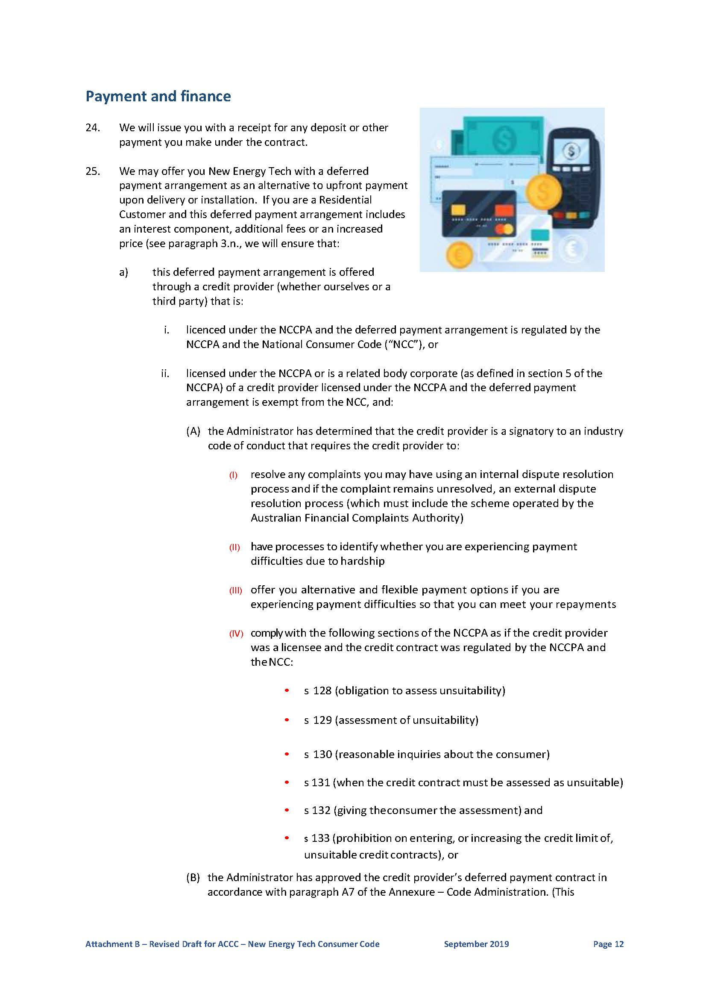 Payment and finance
24. We will issue you with a receipt for any deposit or other
payment you make under the contract.
25. We may offer you New Energy Tech with a deferred
payment arrangement as an alternative to upfront payment
upon delivery or installation. If you are a Residential
Customer and this deferred payment arrangement includes
an interest component, additional fees or an increased
price (see paragraph 3.n., we will ensure that:
a) this deferred payment arrangement is offered
through a credit provider (whether ourselves or a
third party) that is:
i. licenced under the NCCPA and the deferred payment arrangement is regulated by the
NCCPA and the National Consumer Code (“NCC”), or
ii. licensed under the NCCPA or is a related body corporate (as defined in section 5 of the
NCCPA) of a credit provider licensed under the NCCPA and the deferred payment
arrangement is exempt from the NCC, and:
(A) the Administrator has determined that the credit provider is a signatory to an industry
code of conduct that requires the credit provider to:
(I) resolve any complaints you may have using an internal dispute resolution
process and if the complaint remains unresolved, an external dispute
resolution process (which must include the scheme operated by the
Australian Financial Complaints Authority)
(II) have processes to identify whether you are experiencing payment
difficulties due to hardship
(III) offer you alternative and flexible payment options if you are
experiencing payment difficulties so that you can meet your repayments
(IV) comply with the following sections of the NCCPA as if the credit provider
was a licensee and the credit contract was regulated by the NCCPA and
the NCC:
• s 128 (obligation to assess unsuitability)
• s 129 (assessment of unsuitability)
• s 130 (reasonable inquiries about the consumer)
• s 131 (when the credit contract must be assessed as unsuitable)
• s 132 (giving the consumer the assessment) and
• s 133 (prohibition on entering, or increasing the credit limit of,
unsuitable credit contracts), or
(B) the Administrator has approved the credit provider’s deferred payment contract in
accordance with paragraph A7 of the Annexure – Code Administration. (This
Attachment B – Revised Draft for ACCC – New Energy Tech Consumer Code September 2019 Page 12